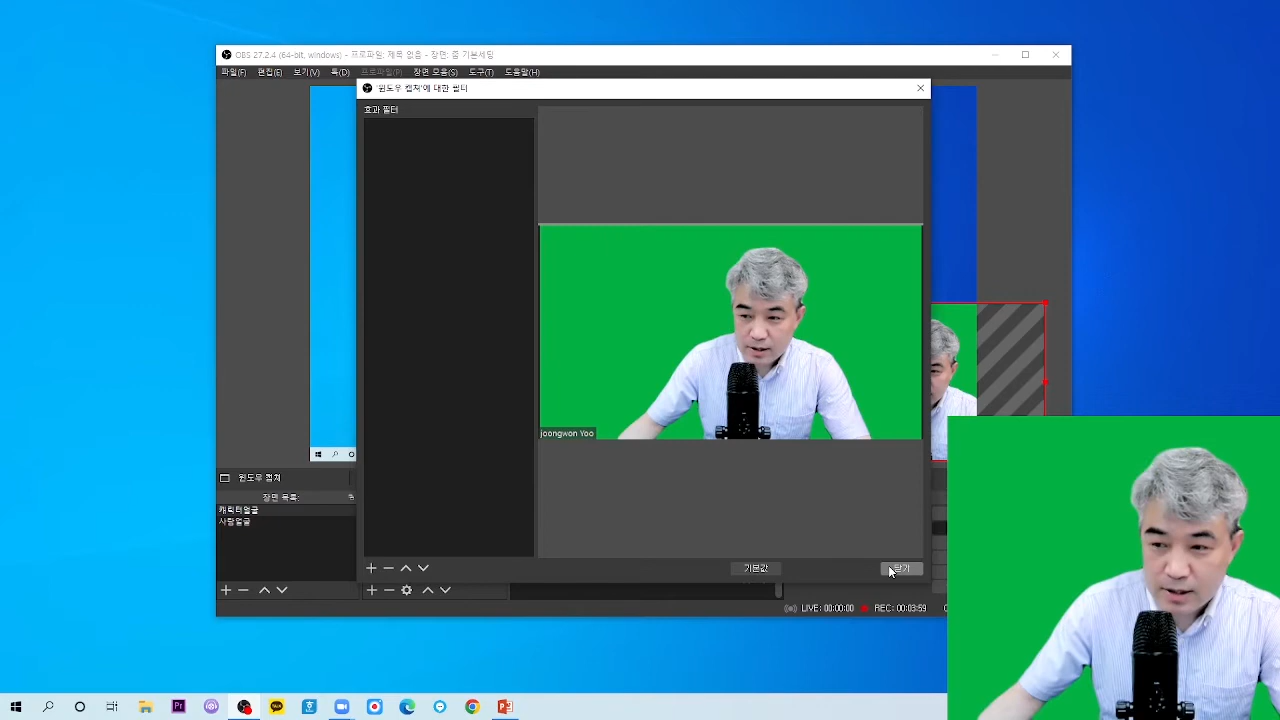 OBS 27.2.4 (64-bit, windows) - 프로파일: 제목 없음 - 장면: 줌 기본세팅
파일(F) 편집(E) 보기(V) 독(D) 프로파일(P) 장면 모음(S) 도구(T) 도움말(H)
'윈도우 캡쳐'에 대한 필터
효과 필터
joongwon Yoo
윈도우 캡쳐
장면 목록:
캐릭터얼굴
사람얼굴
기본값
닫기
LIVE: 00:00:00 REC: 00:03:59
Pr
TALK